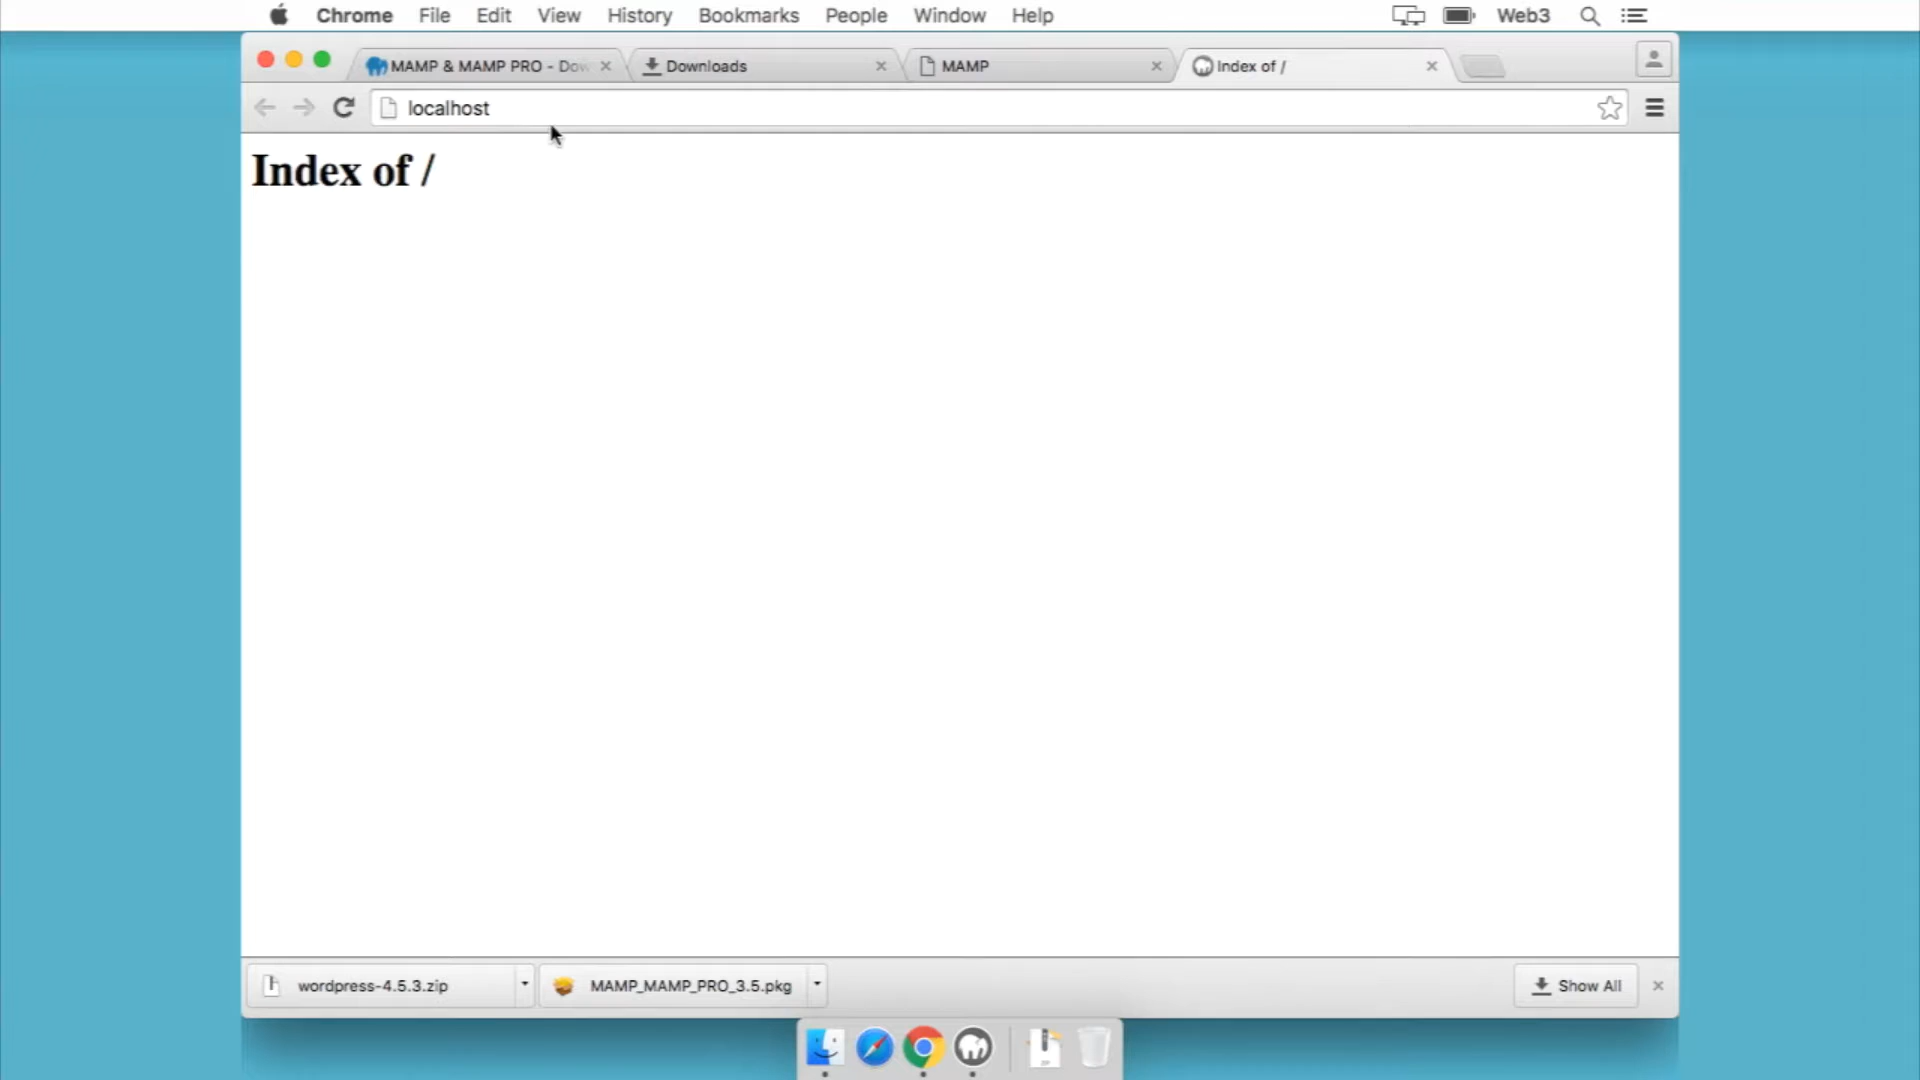 Chrome File Edit View History Bookmarks People Window Help Web3
MAMP & MAMP PRO - Dow
Downloads
MAMP
Index of /
localhost
Index of /
wordpress-4.5.3.zip
MAMP_MAMP_PRO_3.5.pkg
Show All